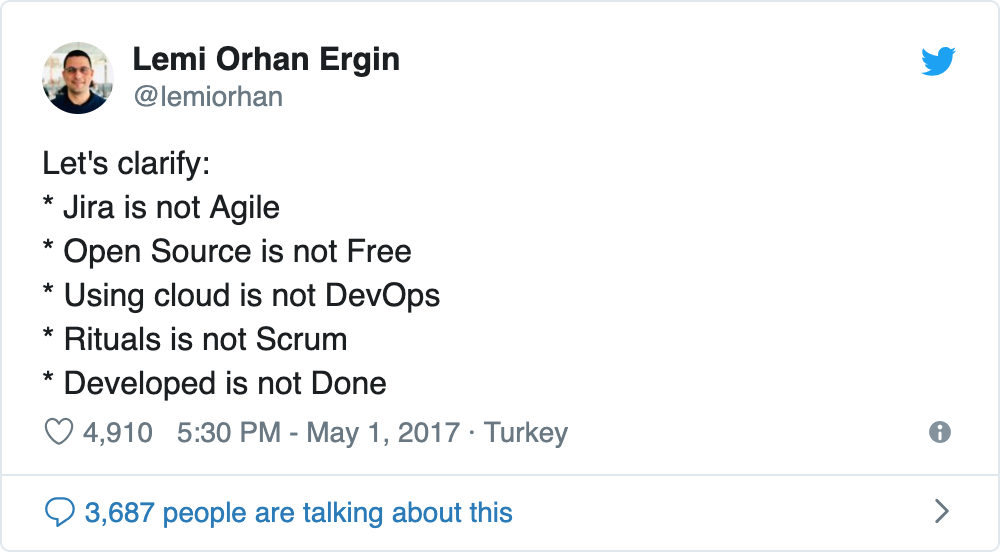 Lemi Orhan Ergin
@lemiorhan
Let's clarify:
* Jira is not Agile
* Open Source is not Free
* Using cloud is not DevOps
* Rituals is not Scrum
* Developed is not Done
4,910 5:30 PM - May 1, 2017 · Turkey
3,687 people are talking about this